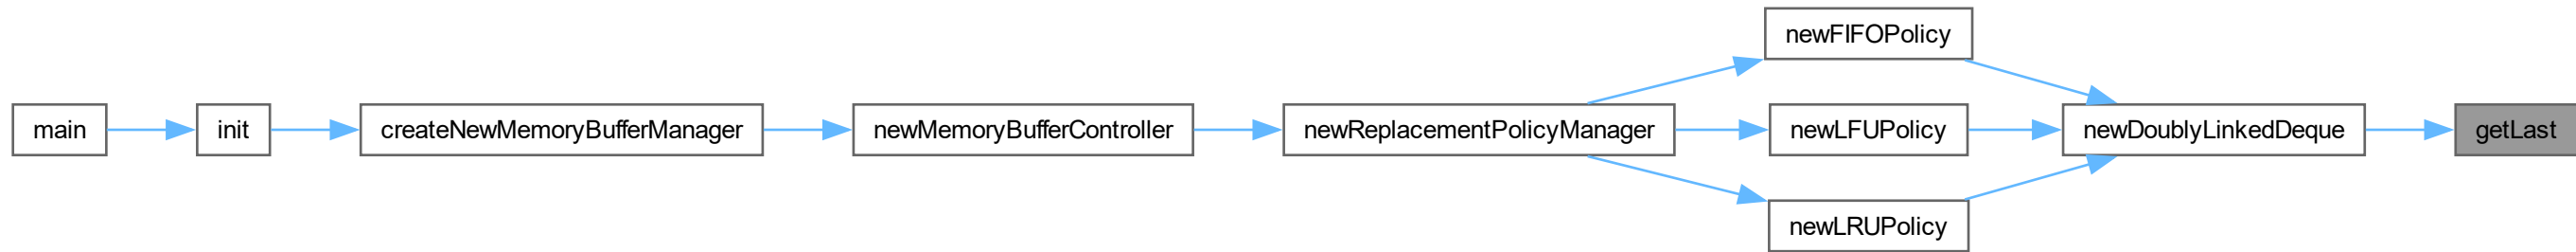 main
init
createNewMemoryBufferManager
newMemoryBufferController
newReplacementPolicyManager
newFIFOPolicy
newLFUPolicy
newLRUPolicy
newDoublyLinkedDeque
getLast